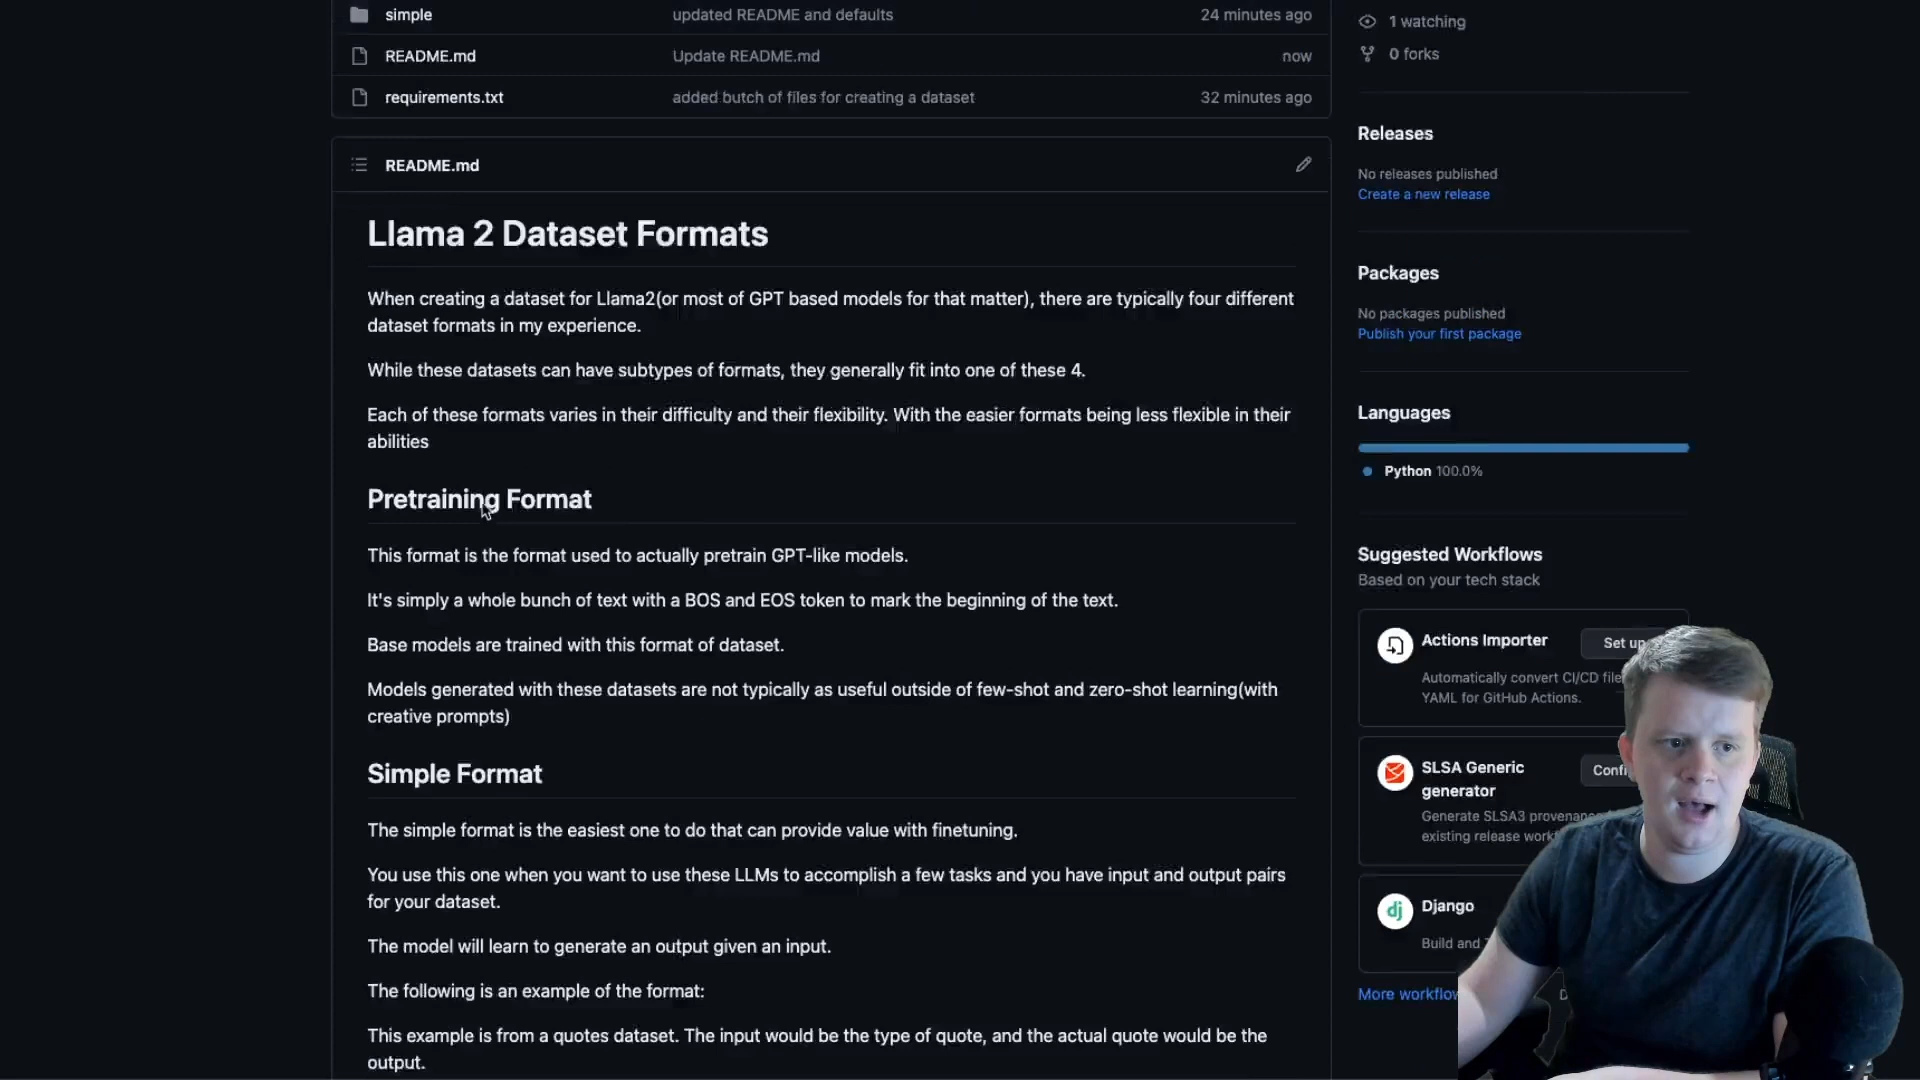 simple updated README and defaults 24 minutes ago
README.md Update README.md now
requirements.txt added butch of files for creating a dataset 32 minutes ago
README.md
Llama 2 Dataset Formats
When creating a dataset for Llama2(or most of GPT based models for that matter), there are typically four different
dataset formats in my experience.
While these datasets can have subtypes of formats, they generally fit into one of these 4.
Each of these formats varies in their difficulty and their flexibility. With the easier formats being less flexible in their
abilities
Pretraining Format
This format is the format used to actually pretrain GPT-like models.
It's simply a whole bunch of text with a BOS and EOS token to mark the beginning of the text.
Base models are trained with this format of dataset.
Models generated with these datasets are not typically as useful outside of few-shot and zero-shot learning(with
creative prompts)
Simple Format
The simple format is the easiest one to do that can provide value with finetuning.
You use this one when you want to use these LLMs to accomplish a few tasks and you have input and output pairs
for your dataset.
The model will learn to generate an output given an input.
The following is an example of the format:
This example is from a quotes dataset. The input would be the type of quote, and the actual quote would be the
output.
1 watching
0 forks
Releases
No releases published
Create a new release
Packages
No packages published
Publish your first package
Languages
Python 100.0%
Suggested Workflows
Based on your tech stack
Actions Importer Set up
Automatically convert CI/CD file
YAML for GitHub Actions.
SLSA Generic
generator
Confi
Generate SLSA3 provenanc
existing release work
Django
dj
Build and
More workflow